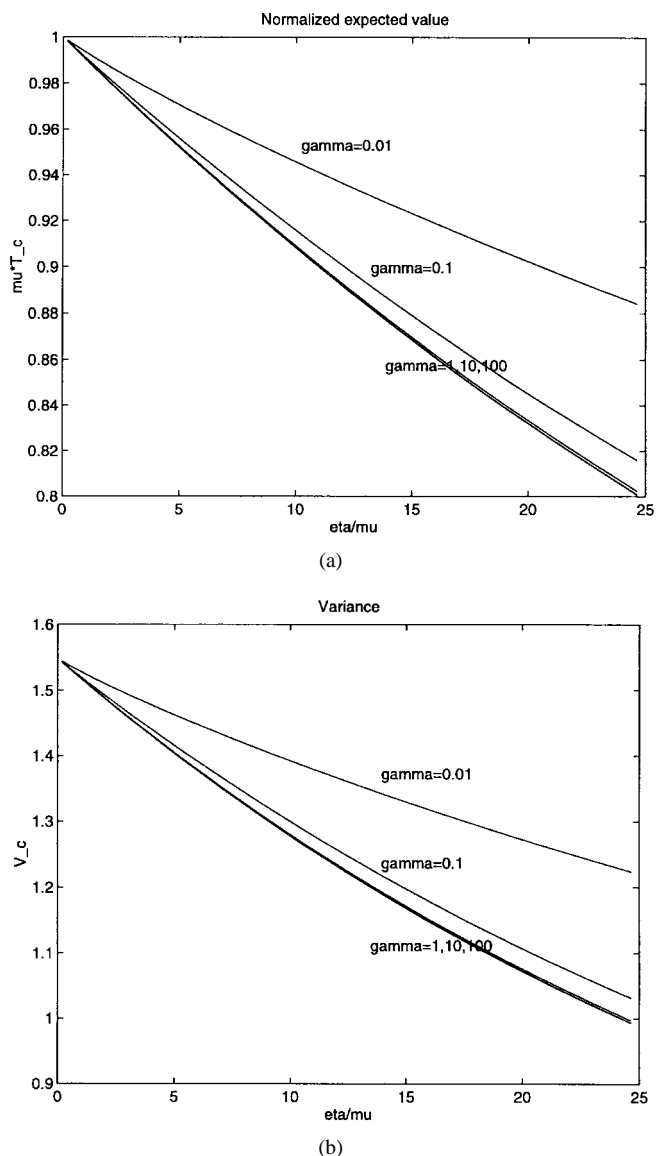 Normalized expected value
1
0.98
0.96
0.94
0.92
0.9
0.88
0.86
0.84
0.82
0.8
mu*T_c
gamma=0.01
gamma=0.1
gamma=1,10,100
0 5 10 15 20 25
eta/mu
(a)
Variance
1.6
1.5
1.4
1.3
1.2
1.1
1
0.9
V_c
gamma=0.01
gamma=0.1
gamma=1,10,100
0 5 10 15 20 25
eta/mu
(b)